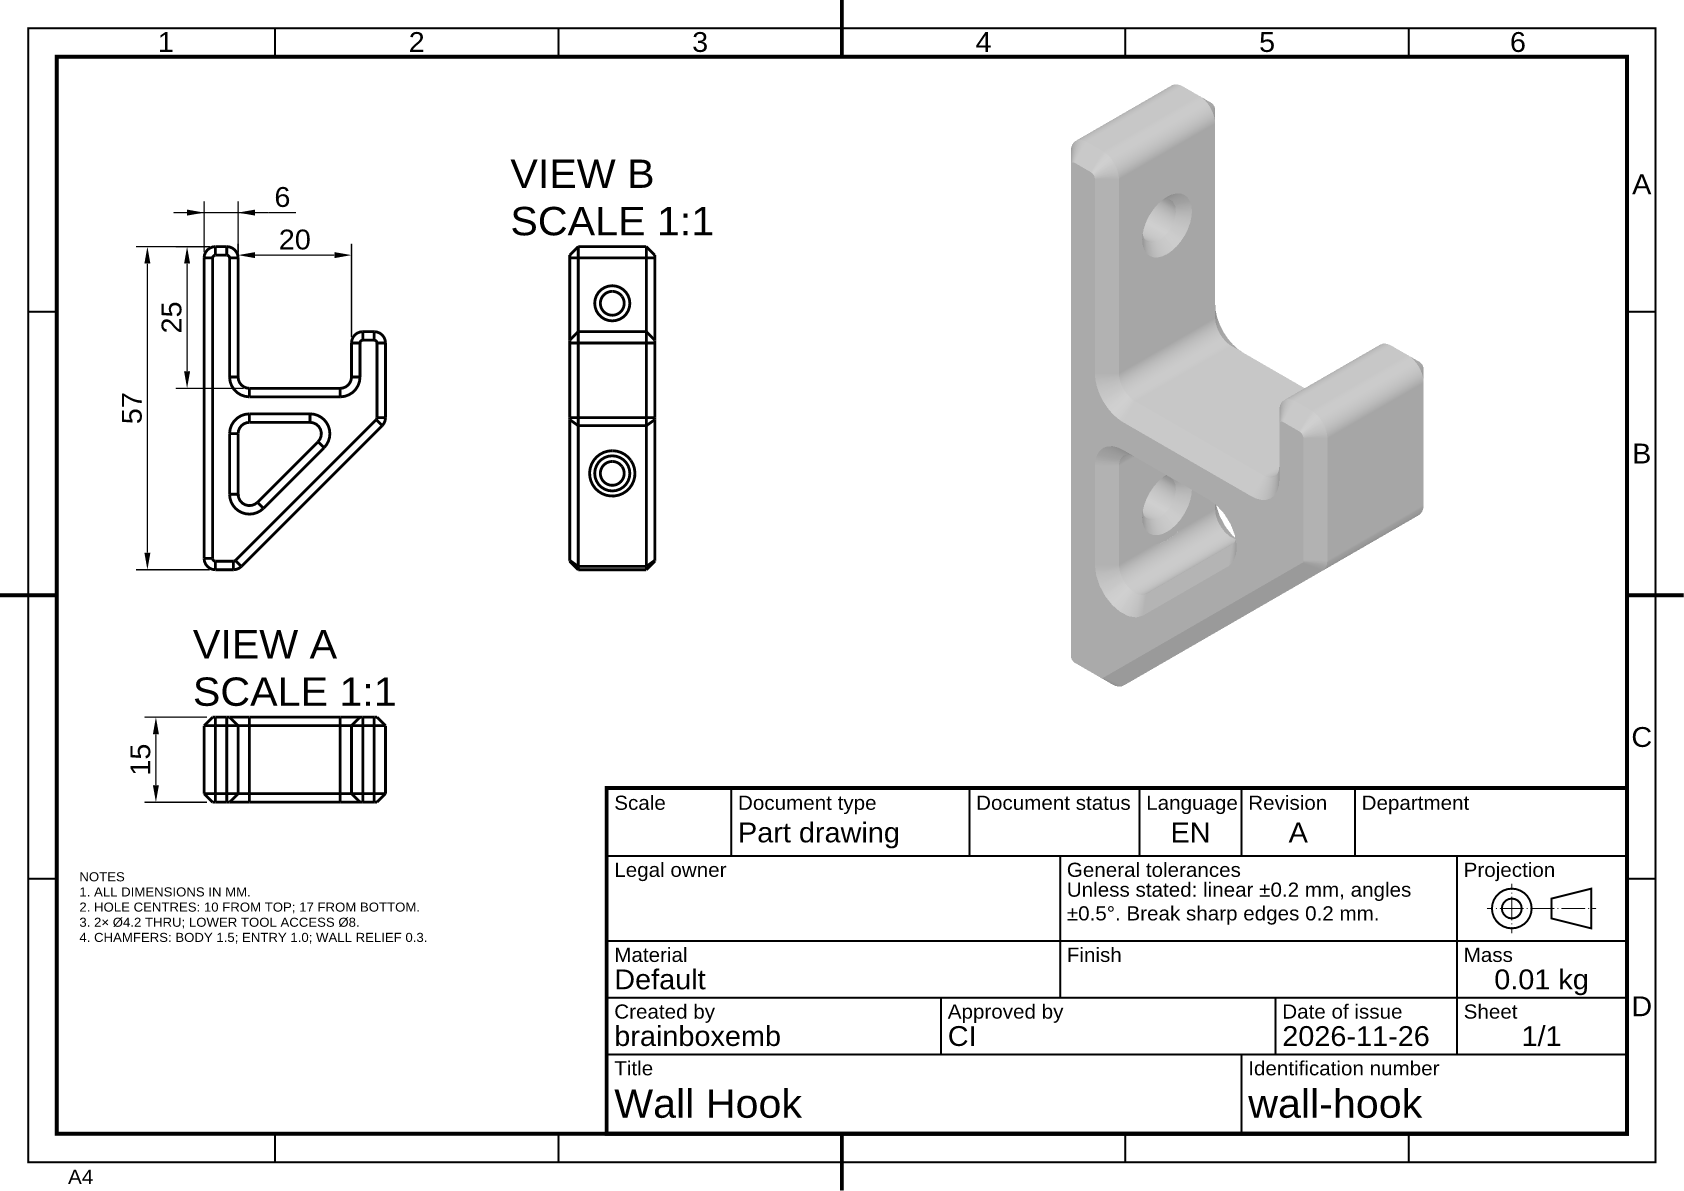 1 2 3 4 5 6
A
B
C
D
6
20
25
57
VIEW B
SCALE 1:1
VIEW A
SCALE 1:1
15
NOTES
1. ALL DIMENSIONS IN MM.
2. HOLE CENTRES: 10 FROM TOP; 17 FROM BOTTOM.
3. 2× Ø4.2 THRU; LOWER TOOL ACCESS Ø8.
4. CHAMFERS: BODY 1.5; ENTRY 1.0; WALL RELIEF 0.3.
Scale
Document type
Part drawing
Document status
Language
EN
Revision
A
Department
Legal owner
General tolerances
Unless stated: linear ±0.2 mm, angles
±0.5°. Break sharp edges 0.2 mm.
Projection
Material
Default
Finish
Mass
0.01 kg
Created by
brainboxemb
Approved by
CI
Date of issue
2026-11-26
Sheet
1/1
Title
Wall Hook
Identification number
wall-hook
A4